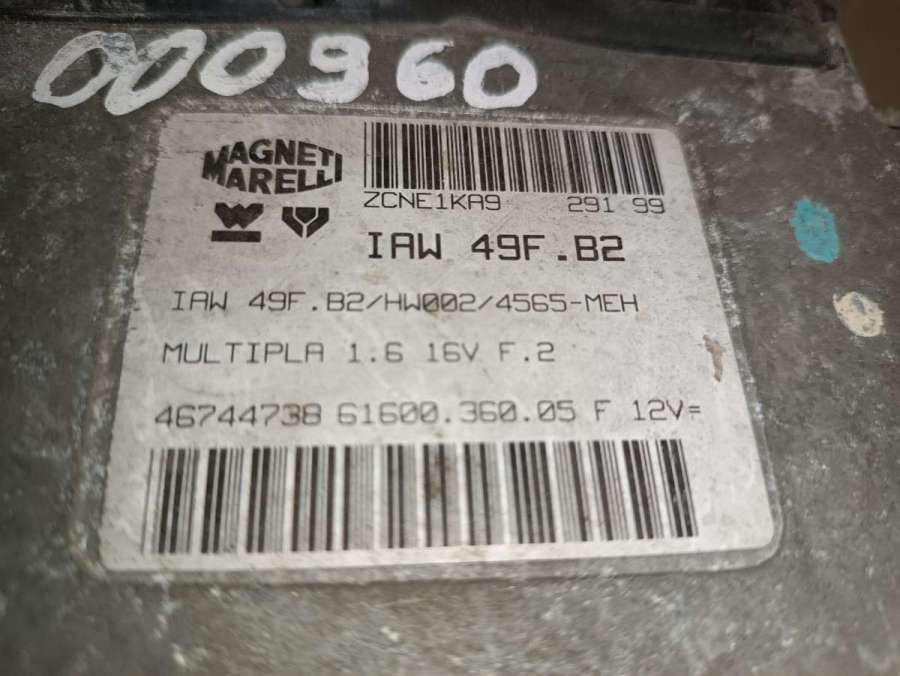 000960
MAGNETI
MARELLI
ZCNE1KA9 291 99
IAW 49F.B2
IAW 49F.B2/HW002/4565-MEH
MULTIPLA 1.6 16V F.2
46744738 61600.360.05 F 12V=